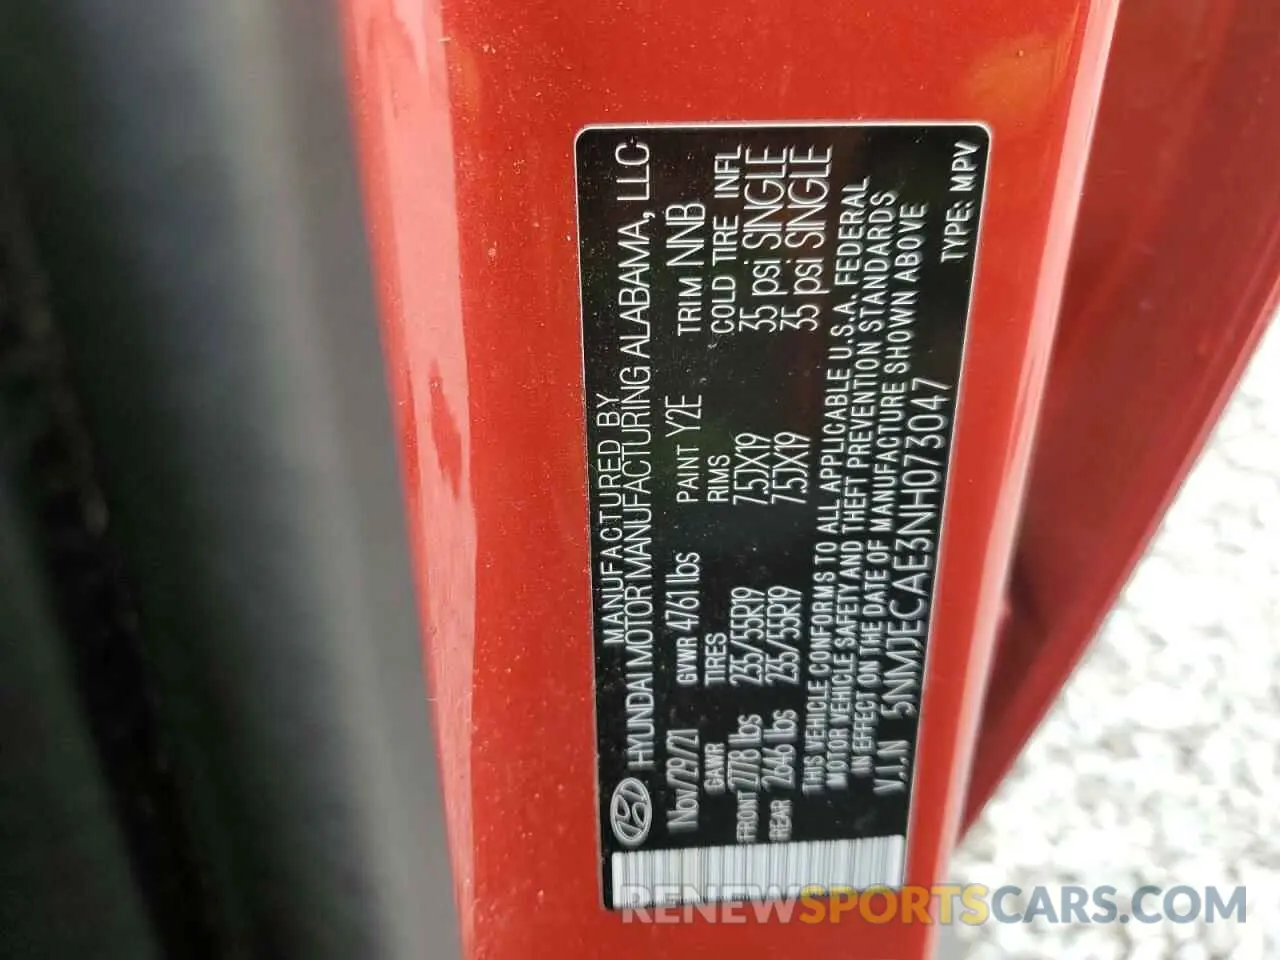 MANUFACTURED BY
HYUNDAI MOTOR MANUFACTURING ALABAMA, LLC
Nov/29/21 GVWR 4761 lbs PAINT Y2E TRIM NNB
GAWR TIRES RIMS COLD TIRE INFL
FRONT 2778 lbs 235/55R19 7.5JX19 35 psi SINGLE
REAR 2646 lbs 235/55R19 7.5JX19 35 psi SINGLE
THIS VEHICLE CONFORMS TO ALL APPLICABLE U.S.A. FEDERAL
MOTOR VEHICLE SAFETY AND THEFT PREVENTION STANDARDS
IN EFFECT ON THE DATE OF MANUFACTURE SHOWN ABOVE
V.I.N 5NMJECAE3NH073047 TYPE: MPV
RENEWSPORTSCARS.COM